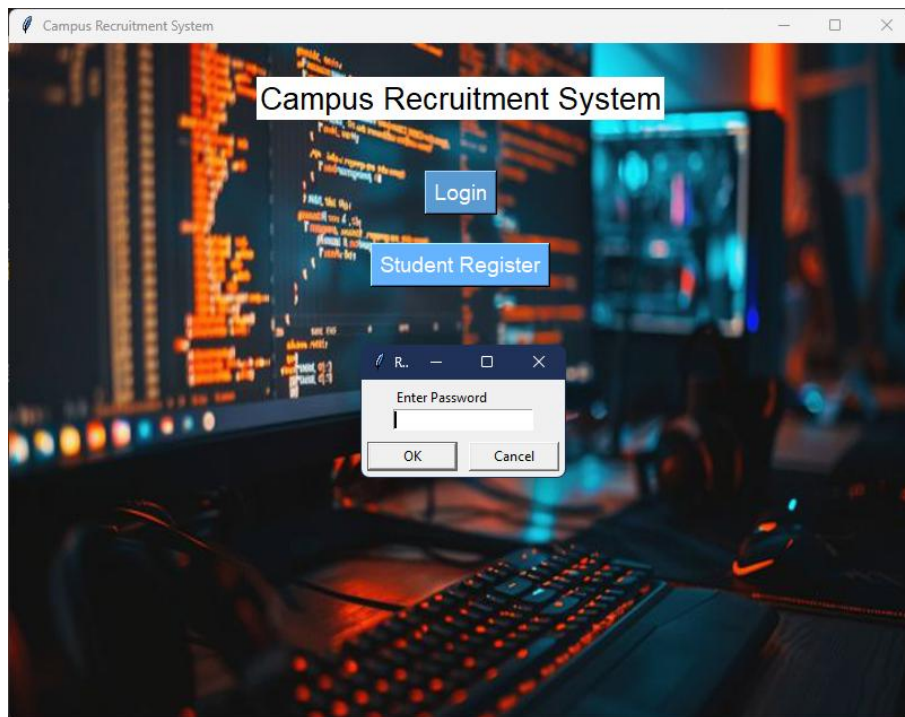 Campus Recruitment System
Campus Recruitment System
Login
Student Register
R..
Enter Password
OK
Cancel